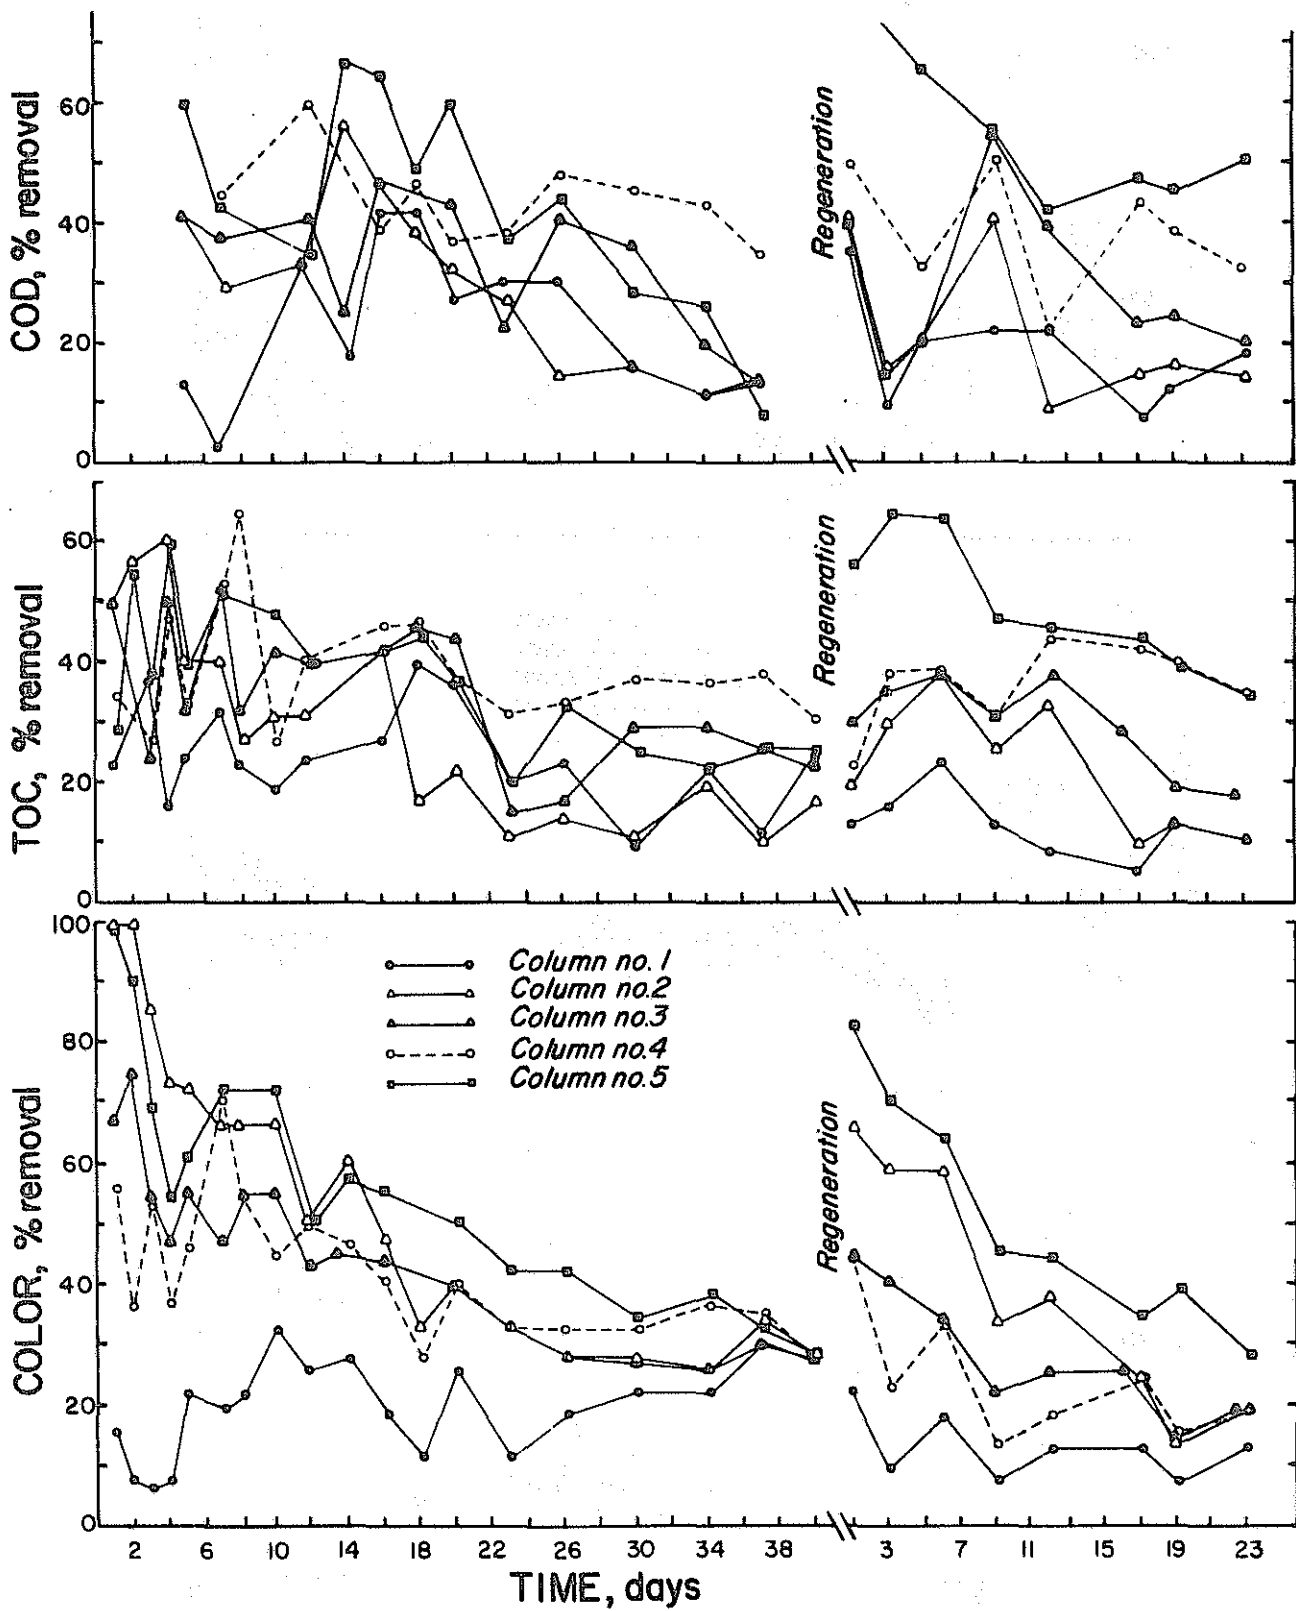 COD, % removal
60
40
20
0
Regeneration
TOC, % removal
60
40
20
0
Regeneration
COLOR, % removal
100
80
60
40
20
0
Column no. 1
Column no.2
Column no.3
Column no.4
Column no.5
Regeneration
2 6 10 14 18 22 26 30 34 38 3 7 11 15 19 23
TIME, days